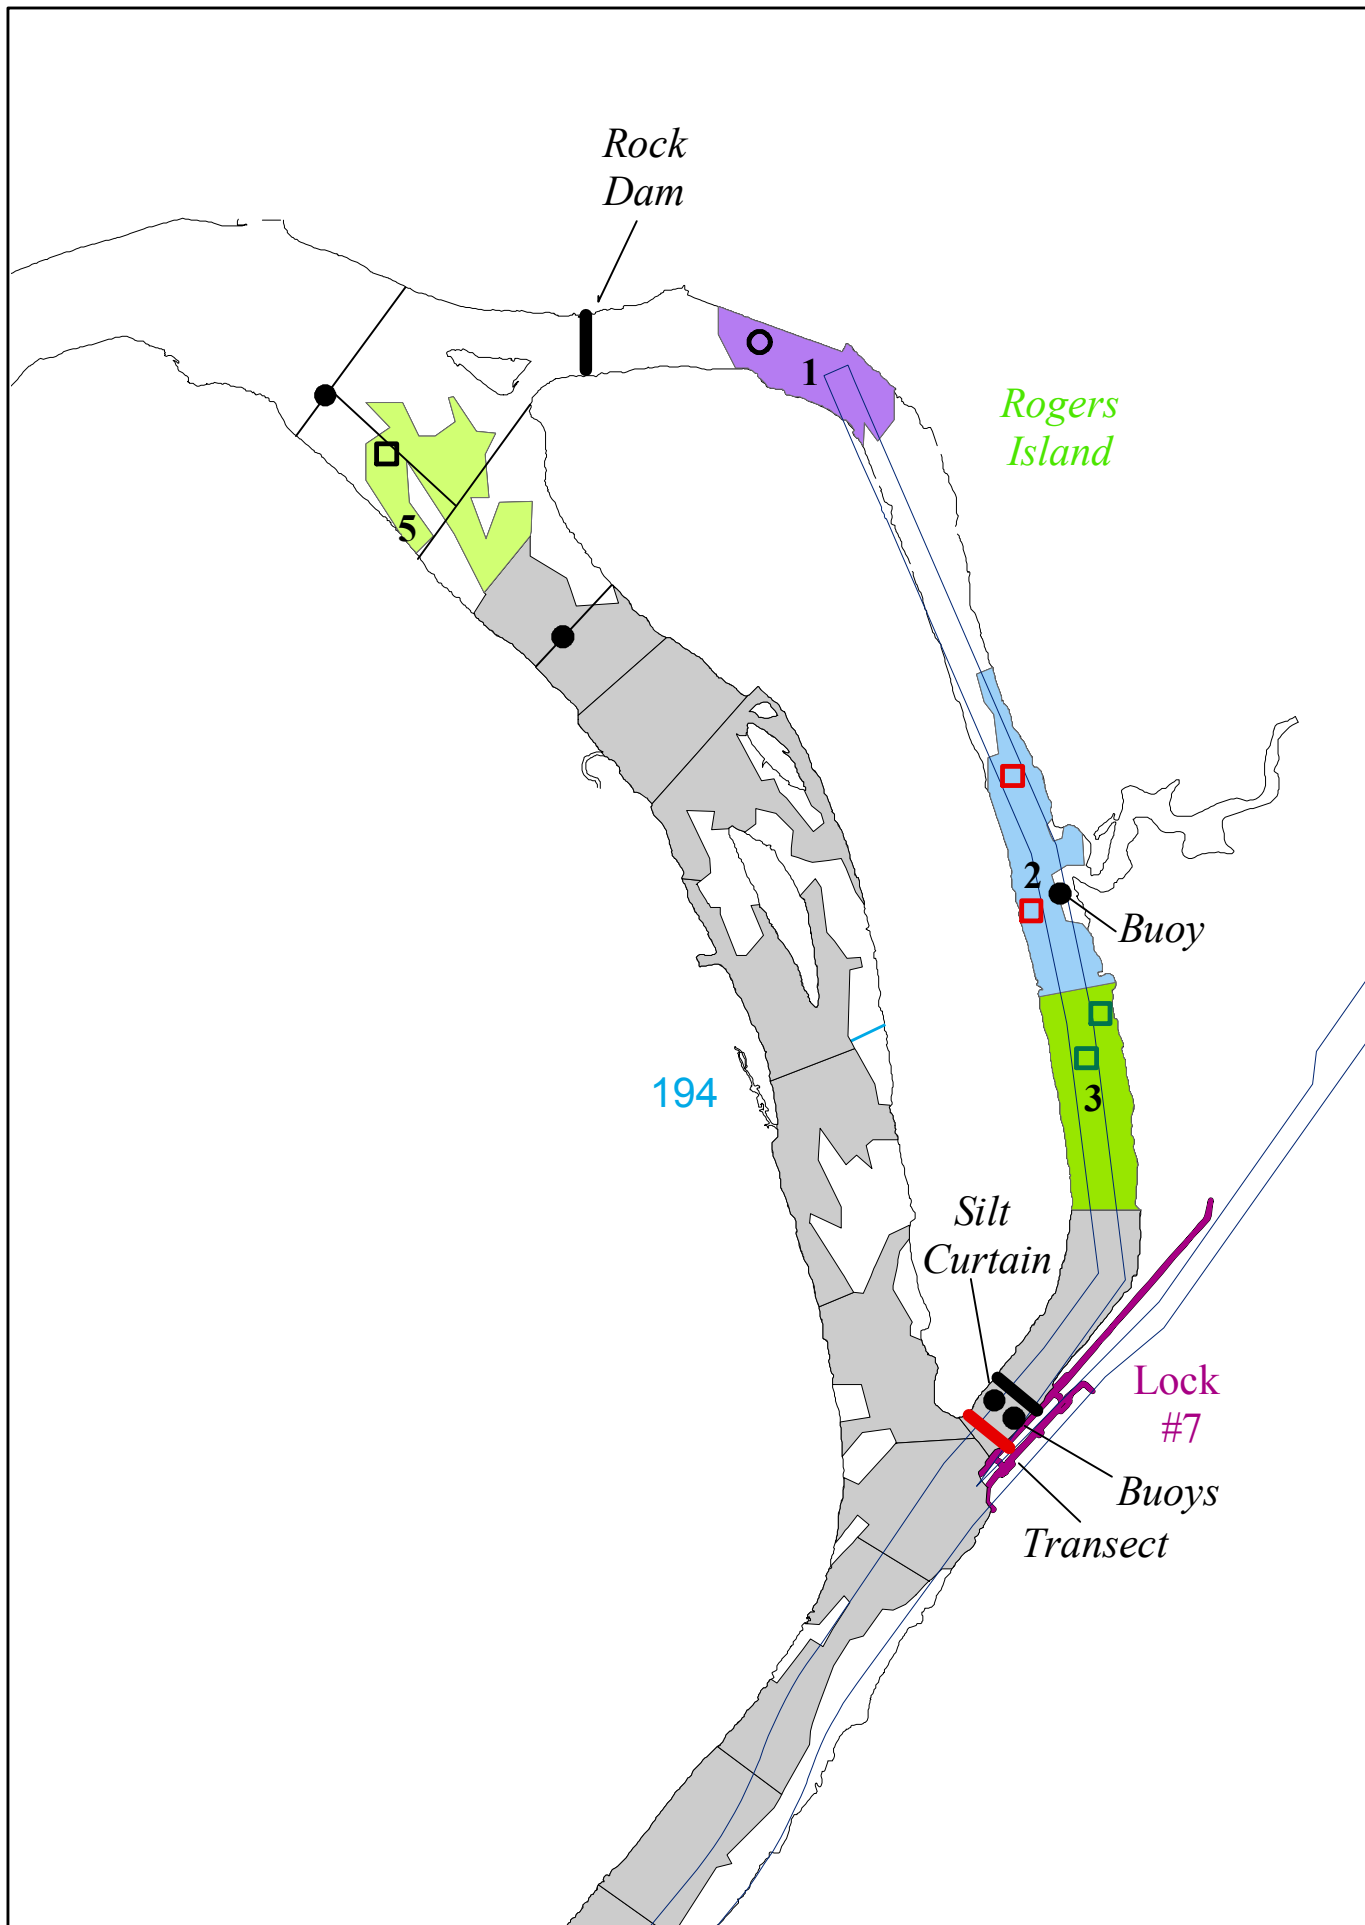 Rock
Dam
1
Rogers
Island
5
2
Buoy
194
3
Silt
Curtain
Lock
#7
Buoys
Transect